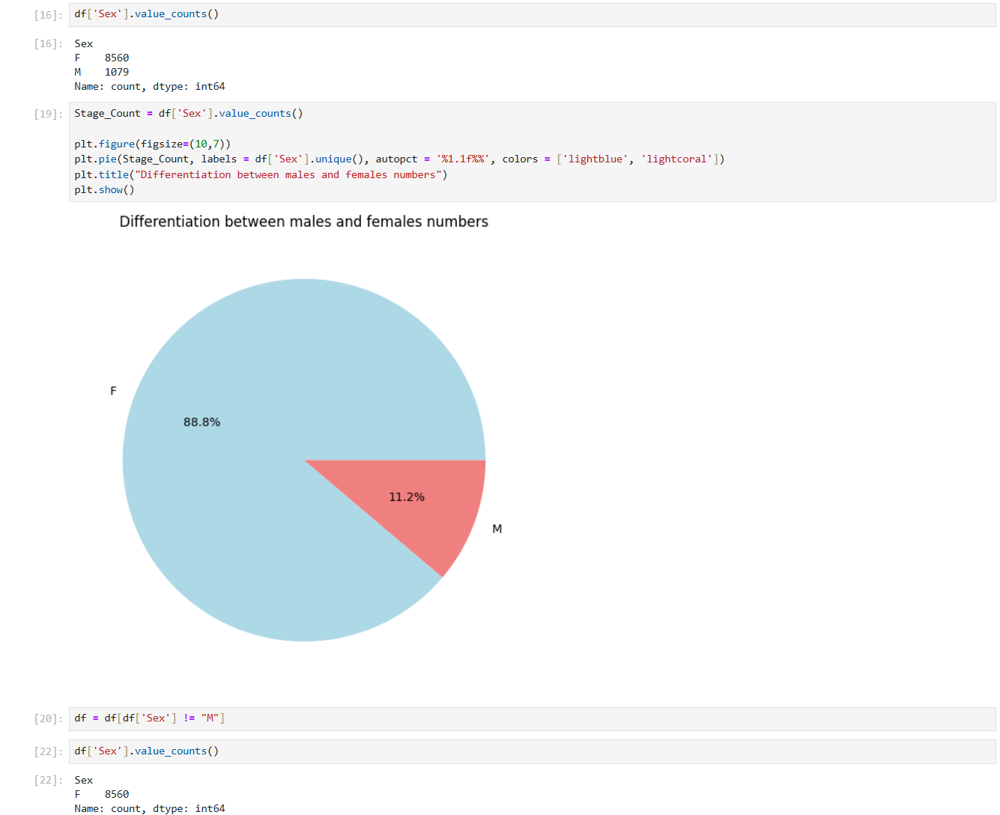 [16]: df['Sex'].value_counts()
[16]: Sex
F    8560
M    1079
Name: count, dtype: int64
[19]: Stage_Count = df['Sex'].value_counts()
plt.figure(figsize=(10,7))
plt.pie(Stage_Count, labels = df['Sex'].unique(), autopct = '%1.1f%%', colors = ['lightblue', 'lightcoral'])
plt.title("Differentiation between males and females numbers")
plt.show()
Differentiation between males and females numbers
F
88.8%
11.2%
M
[20]: df = df[df['Sex'] != "M"]
[22]: df['Sex'].value_counts()
[22]: Sex
F    8560
Name: count, dtype: int64